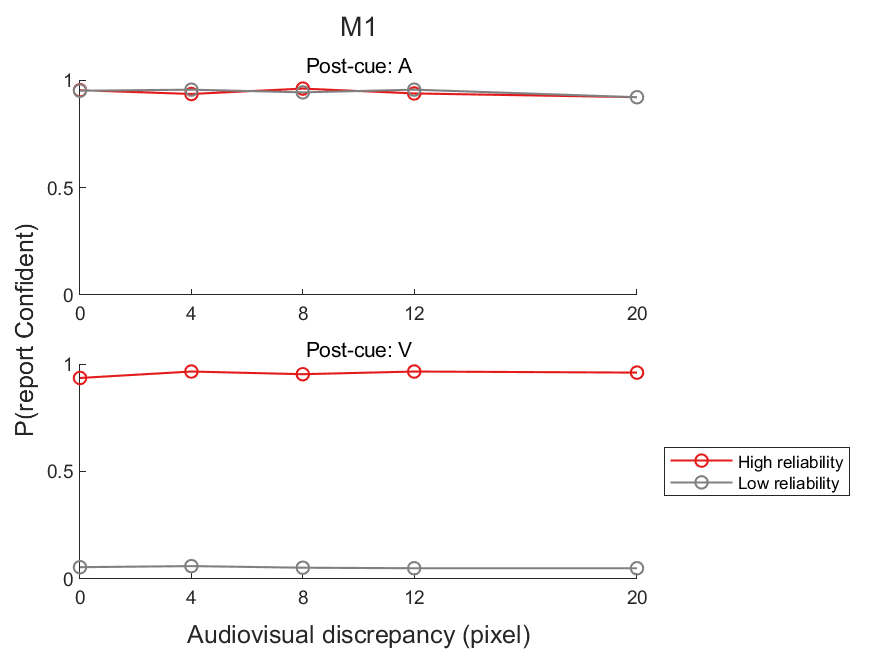 M1
Post-cue: A
1
0.5
0
0 4 8 12 20
P(report Confident)
Post-cue: V
1
0.5
0
0 4 8 12 20
High reliability
Low reliability
Audiovisual discrepancy (pixel)